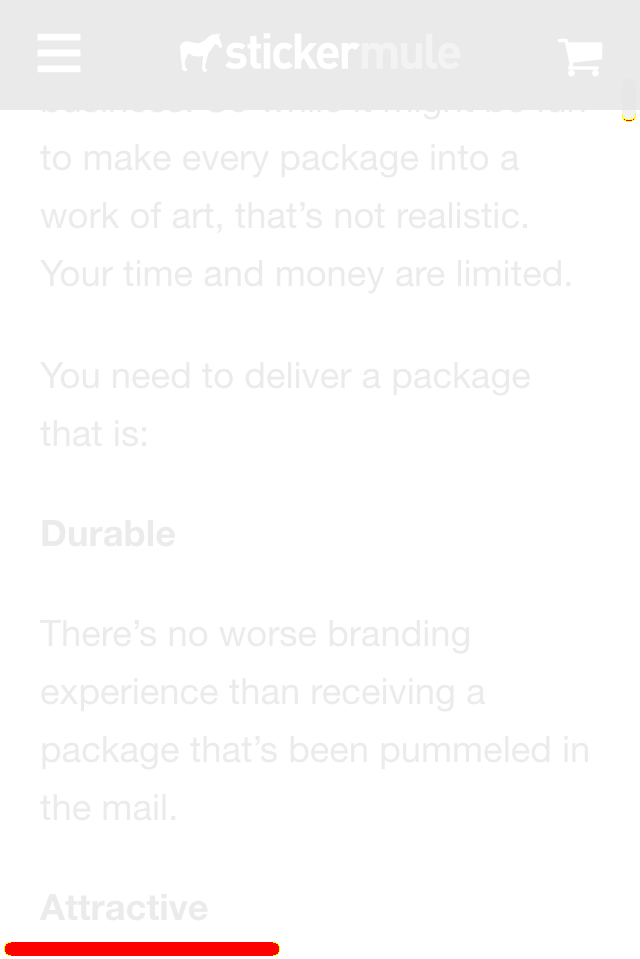 stickermule
to make every package into a
work of art, that's not realistic.
Your time and money are limited.
You need to deliver a package
that is:
Durable
There's no worse branding
experience than receiving a
package that's been pummeled in
the mail.
Attractive